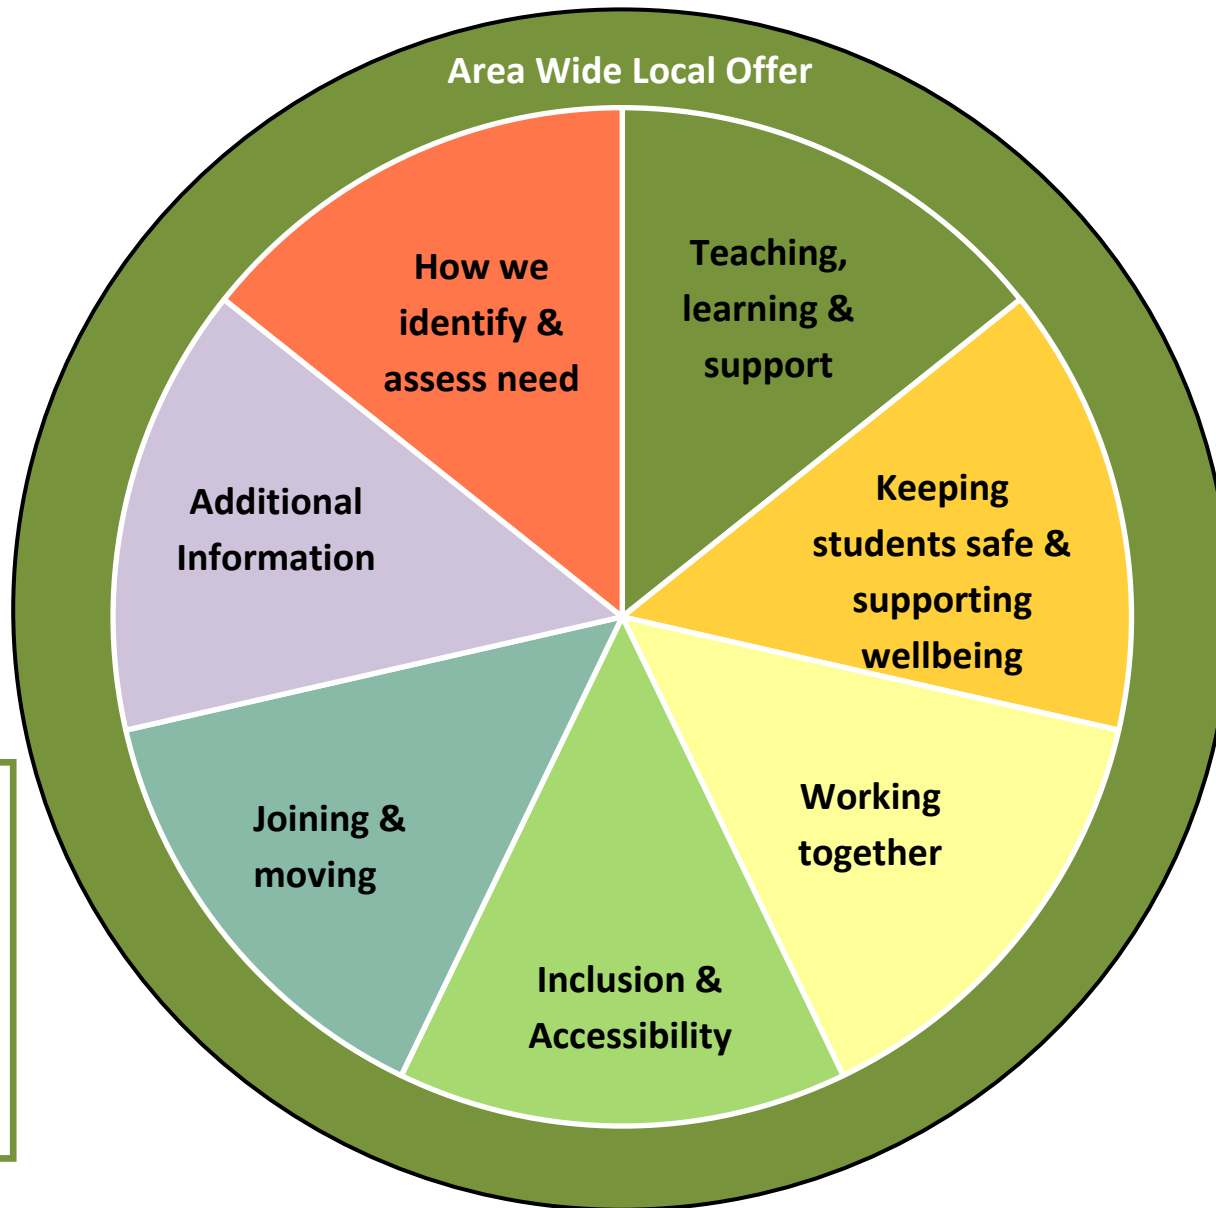 Area Wide Local Offer
How we
identify &
assess need
Teaching,
learning &
support
Keeping
students safe &
supporting
wellbeing
Working
together
Inclusion &
Accessibility
Joining &
moving
Additional
Information